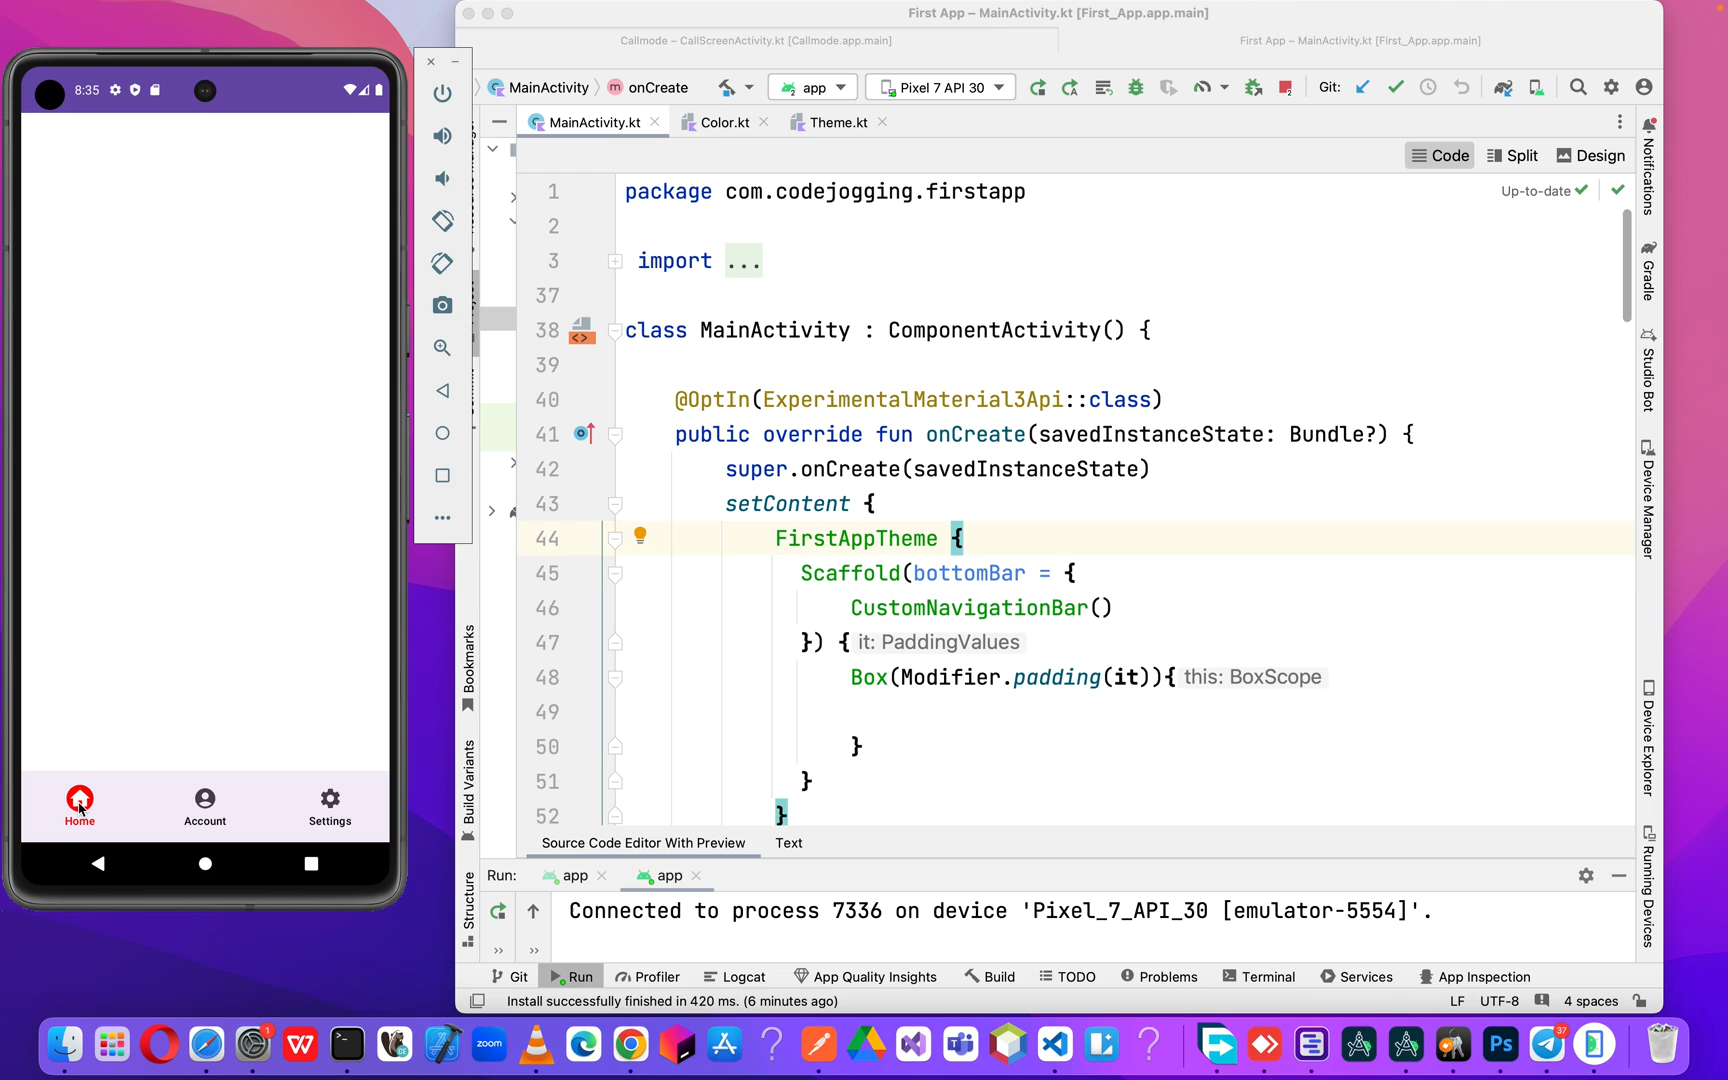 First App – MainActivity.kt [First_App.app.main]
Callmode – CallScreenActivity.kt [Callmode.app.main]
First App – MainActivity.kt [First_App.app.main]
8:35
MainActivity
m onCreate
app
Pixel 7 API 30
Git:
MainActivity.kt
Color.kt
Theme.kt
Code
Split
Design
Up-to-date
1 package com.codejogging.firstapp
2
3 import ...
37
38 class MainActivity : ComponentActivity() {
39
40 @OptIn(ExperimentalMaterial3Api::class)
41 public override fun onCreate(savedInstanceState: Bundle?) {
42 super.onCreate(savedInstanceState)
43 setContent {
44 FirstAppTheme {
45 Scaffold(bottomBar = {
46 CustomNavigationBar()
47 }) { it: PaddingValues
48 Box(Modifier.padding(it)){ this: BoxScope
49
50 }
51 }
52 }
Home
Account
Settings
Notifications
Gradle
Studio Bot
Device Manager
Device Explorer
Running Devices
Bookmarks
Build Variants
Structure
Source Code Editor With Preview
Text
Run:
app
app
Connected to process 7336 on device 'Pixel_7_API_30 [emulator-5554]'.
Git
Run
Profiler
Logcat
App Quality Insights
Build
TODO
Problems
Terminal
Services
App Inspection
Install successfully finished in 420 ms. (6 minutes ago)
LF
UTF-8
4 spaces
1
zoom
Ps
37